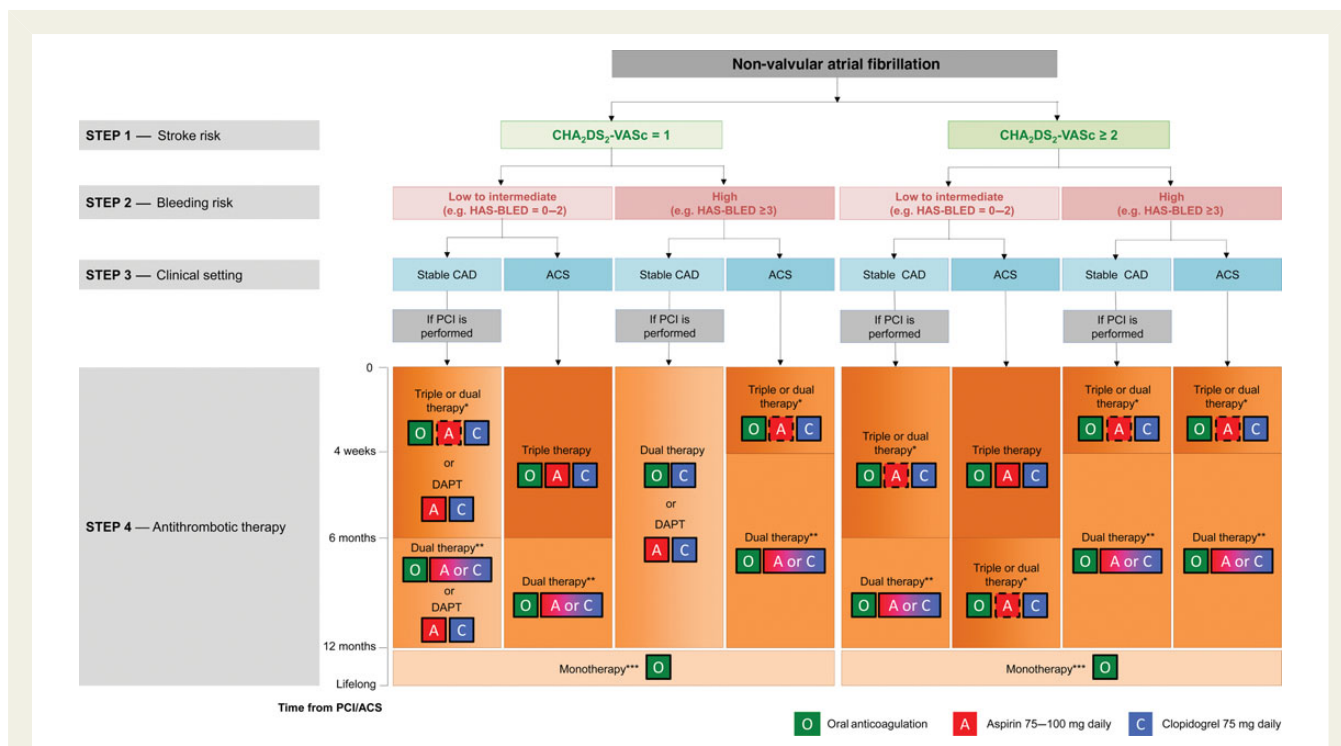 Non-valvular atrial fibrillation
STEP 1 — Stroke risk
CHA2DS2-VASc = 1
CHA2DS2-VASc ≥ 2
STEP 2 — Bleeding risk
Low to intermediate
(e.g. HAS-BLED = 0–2)
High
(e.g. HAS-BLED ≥3)
Low to intermediate
(e.g. HAS-BLED = 0–2)
High
(e.g. HAS-BLED ≥3)
STEP 3 — Clinical setting
Stable CAD
ACS
Stable CAD
ACS
Stable CAD
ACS
Stable CAD
ACS
If PCI is
performed
If PCI is
performed
If PCI is
performed
If PCI is
performed
STEP 4 — Antithrombotic therapy
0
4 weeks
6 months
12 months
Lifelong
Time from PCI/ACS
Triple or dual
therapy*
O A C
or
DAPT
A C
Dual therapy**
O A or C
or
DAPT
A C
Triple therapy
O A C
Dual therapy**
O A or C
Dual therapy
O C
or
DAPT
A C
Triple or dual
therapy*
O A C
Dual therapy**
O A or C
Triple or dual
therapy*
O A C
Dual therapy**
O A or C
Triple therapy
O A C
Triple or dual
therapy*
O A C
Triple or dual
therapy*
O A C
Dual therapy**
O A or C
Triple or dual
therapy*
O A C
Dual therapy**
O A or C
Monotherapy*** O
Monotherapy*** O
O Oral anticoagulation
A Aspirin 75–100 mg daily
C Clopidogrel 75 mg daily